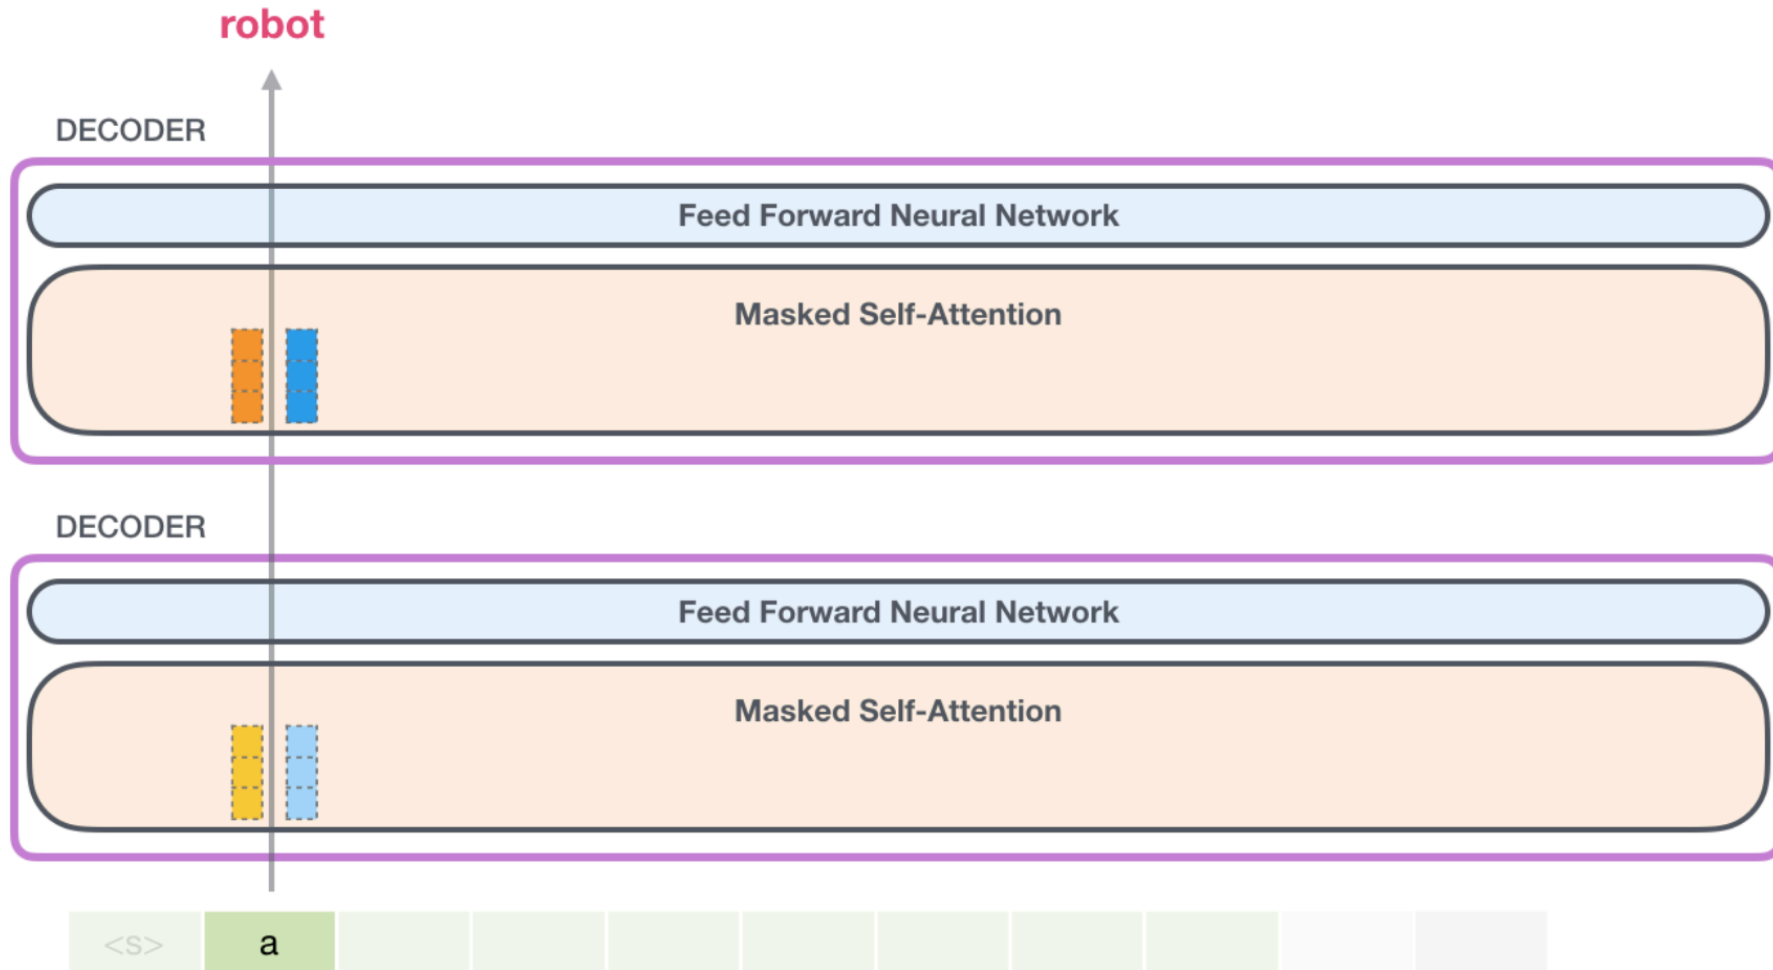 robot
DECODER
Feed Forward Neural Network
Masked Self-Attention
DECODER
Feed Forward Neural Network
Masked Self-Attention
<s> a